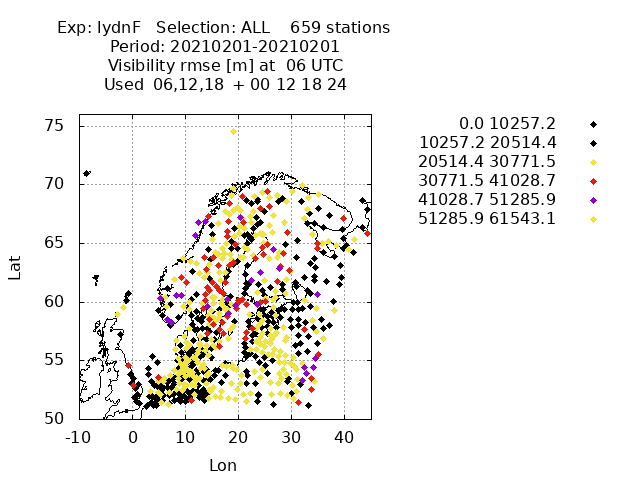 Exp: IydnF Selection: ALL 659 stations
Period: 20210201-20210201
Visibility rmse [m] at 06 UTC
Used 06,12,18 + 00 12 18 24
0.0 10257.2
10257.2 20514.4
20514.4 30771.5
30771.5 41028.7
41028.7 51285.9
51285.9 61543.1
75
70
65
60
55
50
Lat
-10 0 10 20 30 40
Lon